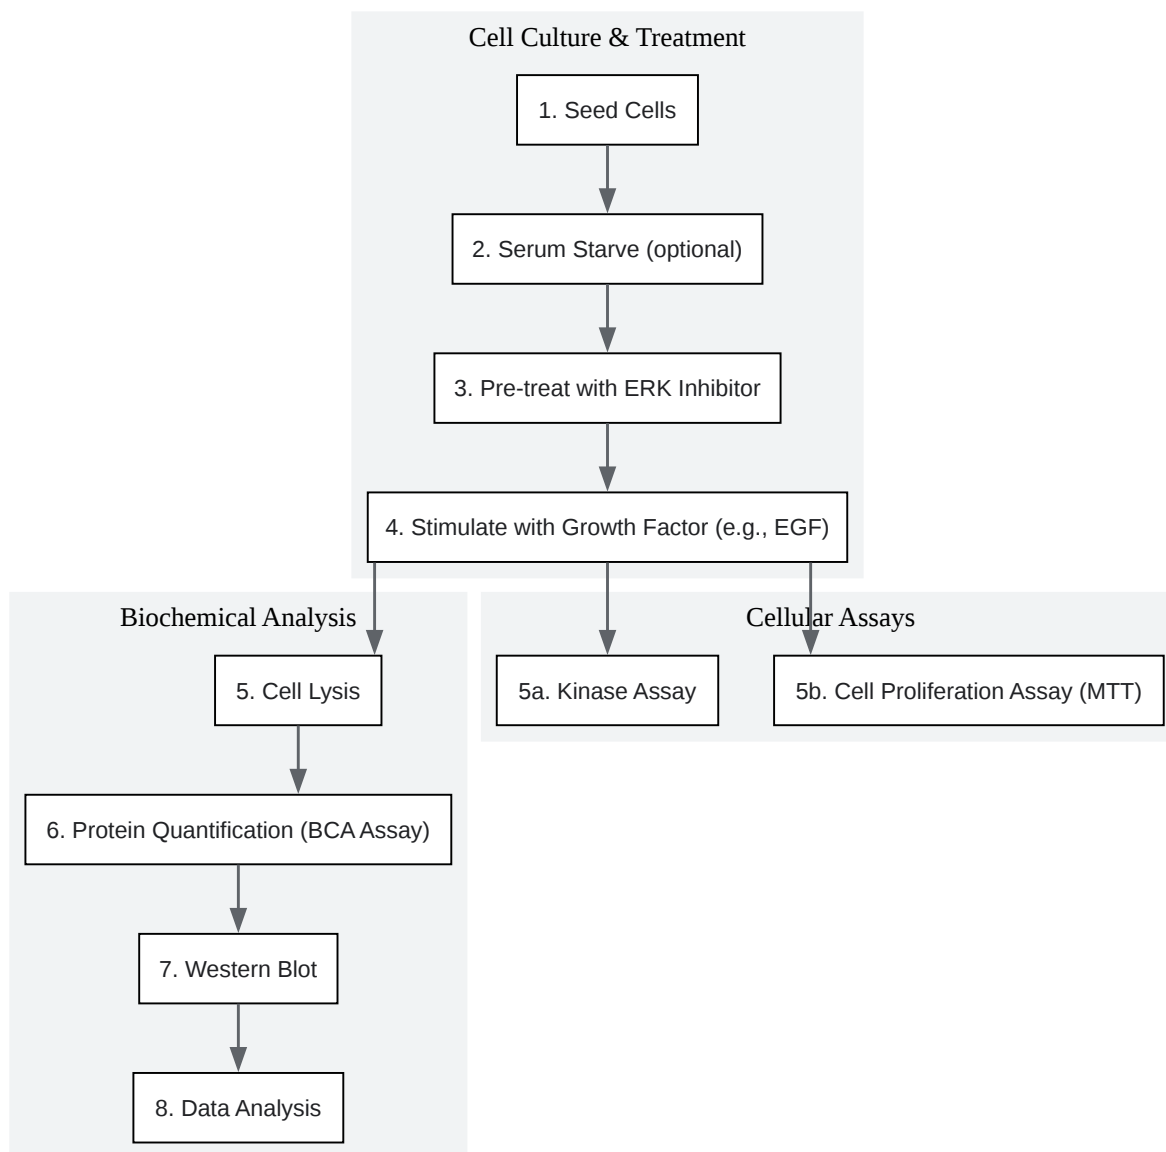 Cell Culture & Treatment
1. Seed Cells
2. Serum Starve (optional)
3. Pre-treat with ERK Inhibitor
4. Stimulate with Growth Factor (e.g., EGF)
Biochemical Analysis
5. Cell Lysis
6. Protein Quantification (BCA Assay)
7. Western Blot
8. Data Analysis
Cellular Assays
5a. Kinase Assay
5b. Cell Proliferation Assay (MTT)